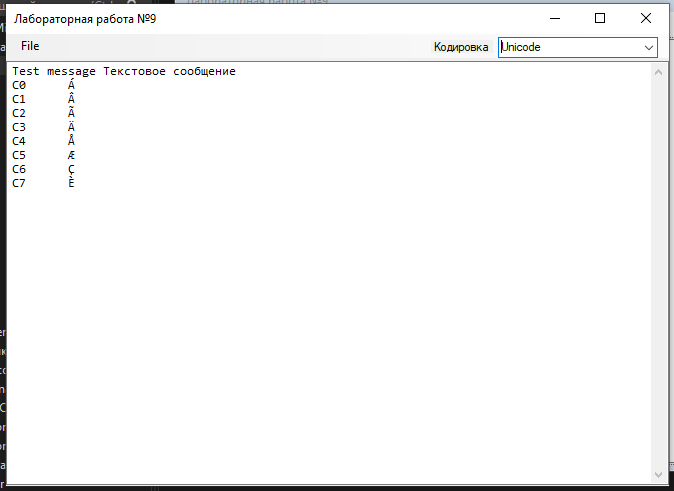 Лабораторная работа №9
File Кодировка Unicode
Test message Текстовое сообщение
C0 Á
C1 Â
C2 Ã
C3 Ä
C4 Å
C5 Æ
C6 Ç
C7 È